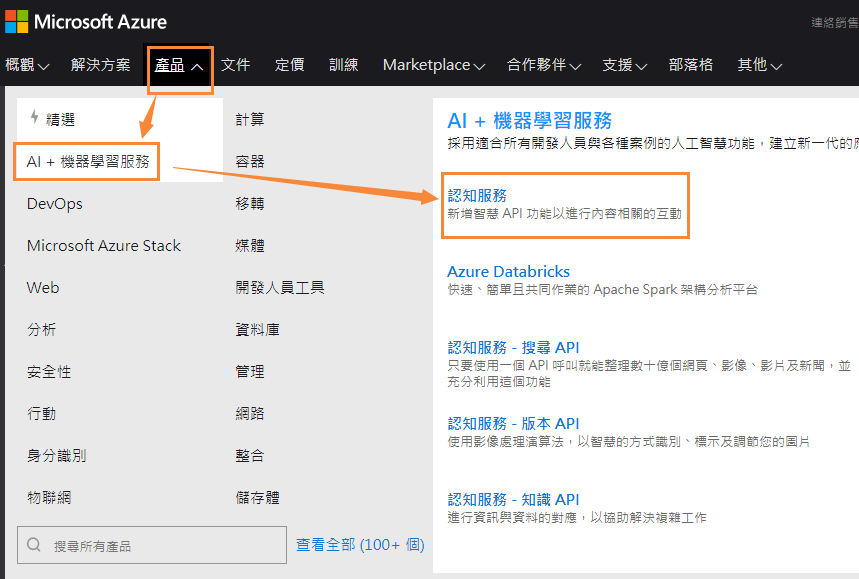 Microsoft Azure
連絡銷售
概觀
解決方案
產品
文件
定價
訓練
Marketplace
合作夥伴
支援
部落格
其他
精選
AI + 機器學習服務
DevOps
Microsoft Azure Stack
Web
分析
安全性
行動
身分識別
物聯網
計算
容器
移轉
媒體
開發人員工具
資料庫
管理
網路
整合
儲存體
搜尋所有產品
查看全部 (100+ 個)
AI + 機器學習服務
採用適合所有開發人員與各種案例的人工智慧功能，建立新一代的
認知服務
新增智慧 API 功能以進行內容相關的互動
Azure Databricks
快速、簡單且共同作業的 Apache Spark 架構分析平台
認知服務 - 搜尋 API
只要使用一個 API 呼叫就能整理數十億個網頁、影像、影片及新聞，並
充分利用這個功能
認知服務 - 版本 API
使用影像處理演算法，以智慧的方式識別、標示及調節您的圖片
認知服務 - 知識 API
進行資訊與資料的對應，以協助解決複雜工作